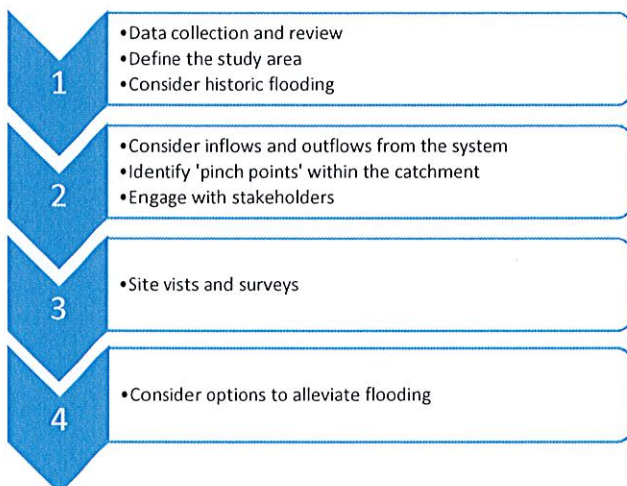 1
•Data collection and review
•Define the study area
•Consider historic flooding
2
•Consider inflows and outflows from the system
•Identify 'pinch points' within the catchment
•Engage with stakeholders
3
•Site vists and surveys
4
•Consider options to alleviate flooding